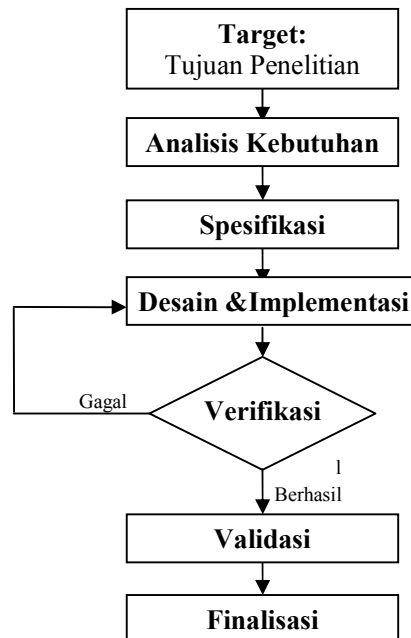 Target:
Tujuan Penelitian
Analisis Kebutuhan
Spesifikasi
Desain &Implementasi
Gagal
Verifikasi
l
Berhasil
Validasi
Finalisasi